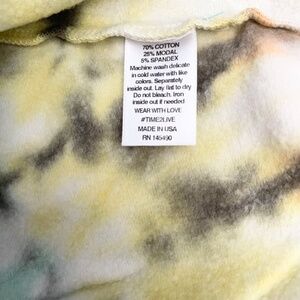 70% COTTON
25% MODAL
5% SPANDEX
Machine wash delicate
in cold water with like
colors. Separately
inside out. Lay flat to dry
Do not bleach. Iron
inside out if needed
WEAR WITH LOVE
#TIME2LIVE
MADE IN USA
RN 145490